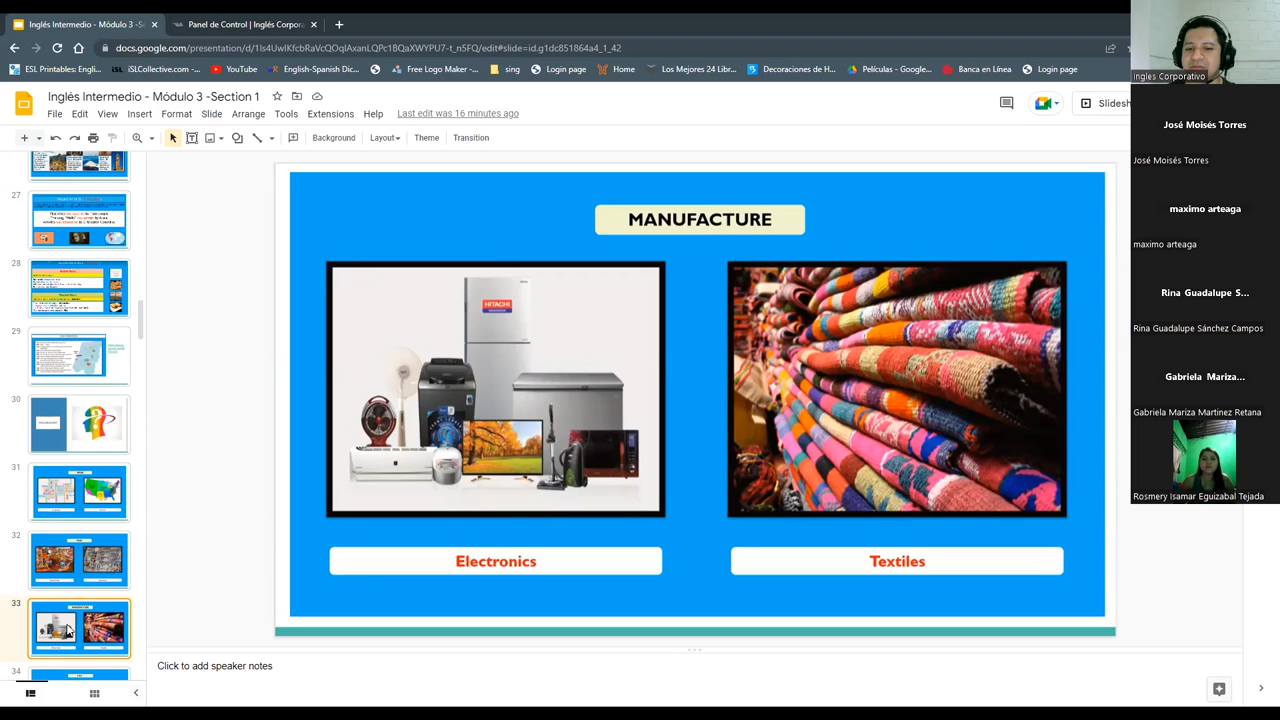 Inglés Intermedio - Módulo 3 -S
Panel de Control | Inglés Corpora
docs.google.com/presentation/d/1Is4UwIKfcbRaVcQOqIAxanLQPc1BQaXWYPU7-t_n5FQ/edit#slide=id.g1dc851864a4_1_42
ESL Printables: Engli...
iSLCollective.com -...
YouTube
English-Spanish Dic...
Free Logo Maker -...
sing
Login page
Home
Los Mejores 24 Libr...
Decoraciones de H...
Películas - Google...
Banca en Línea
Login page
Inglés Intermedio - Módulo 3 -Section 1
File Edit View Insert Format Slide Arrange Tools Extensions Help Last edit was 16 minutes ago
Slidesh
Background Layout Theme Transition
27
28
29
30
31
32
33
34
MANUFACTURE
HITACHI
Electronics
Textiles
Click to add speaker notes
Ingles Corporativo
José Moisés Torres
José Moisés Torres
maximo arteaga
maximo arteaga
Rina Guadalupe S...
Rina Guadalupe Sánchez Campos
Gabriela Mariza...
Gabriela Mariza Martinez Retana
Rosmery Isamar Eguizabal Tejada